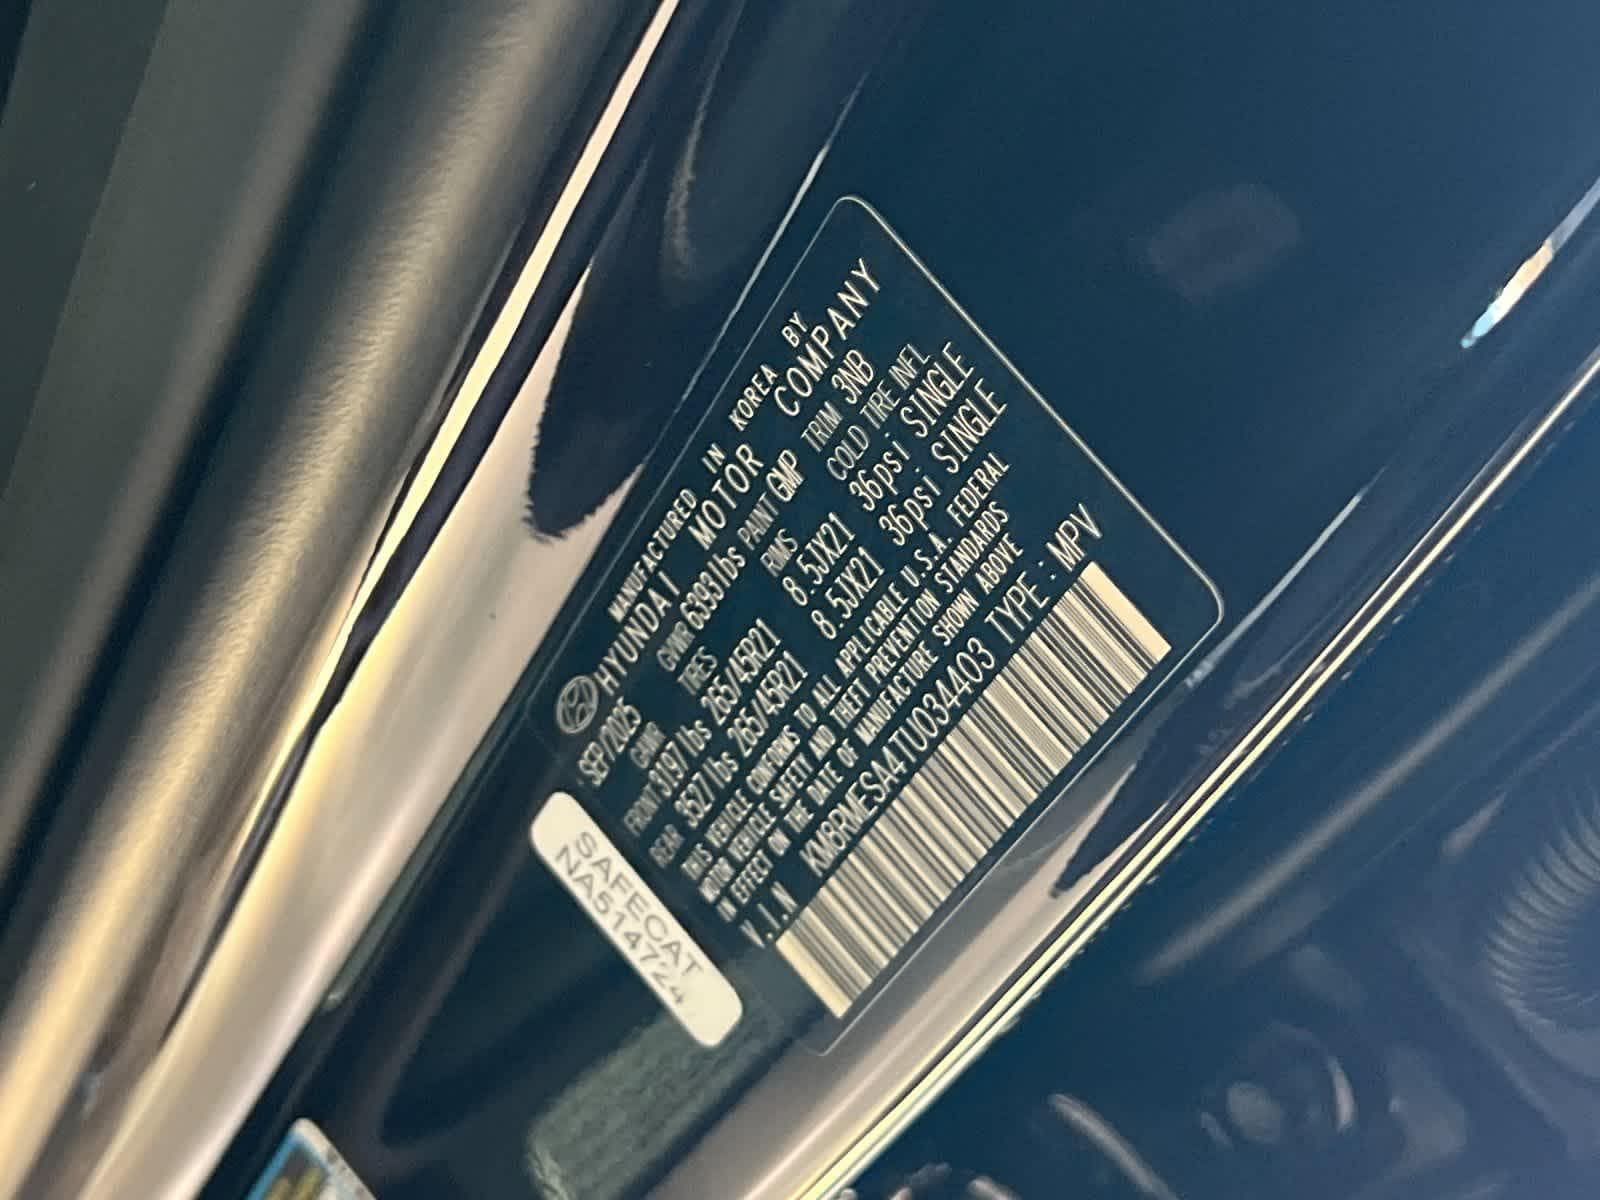 MANUFACTURED IN KOREA BY
HYUNDAI MOTOR COMPANY
SEP/2025 GVWR 6393lbs PAINT GMP TRIM 3NB
GAWR TIRES RMS COLD TIRE INFL
FRONT 3197lbs 265/45R21 8.5JX21 36psi SINGLE
REAR 3527lbs 265/45R21 8.5JX21 36psi SINGLE
THIS VEHICLE CONFORMS TO ALL APPLICABLE U.S.A. FEDERAL
MOTOR VEHICLE SAFETY AND THEFT PREVENTION STANDARDS
IN EFFECT ON THE DATE OF MANUFACTURE SHOWN ABOVE
V.I.N KM8RMESA4TU034403 TYPE : MPV
SAFECAT
NA514724